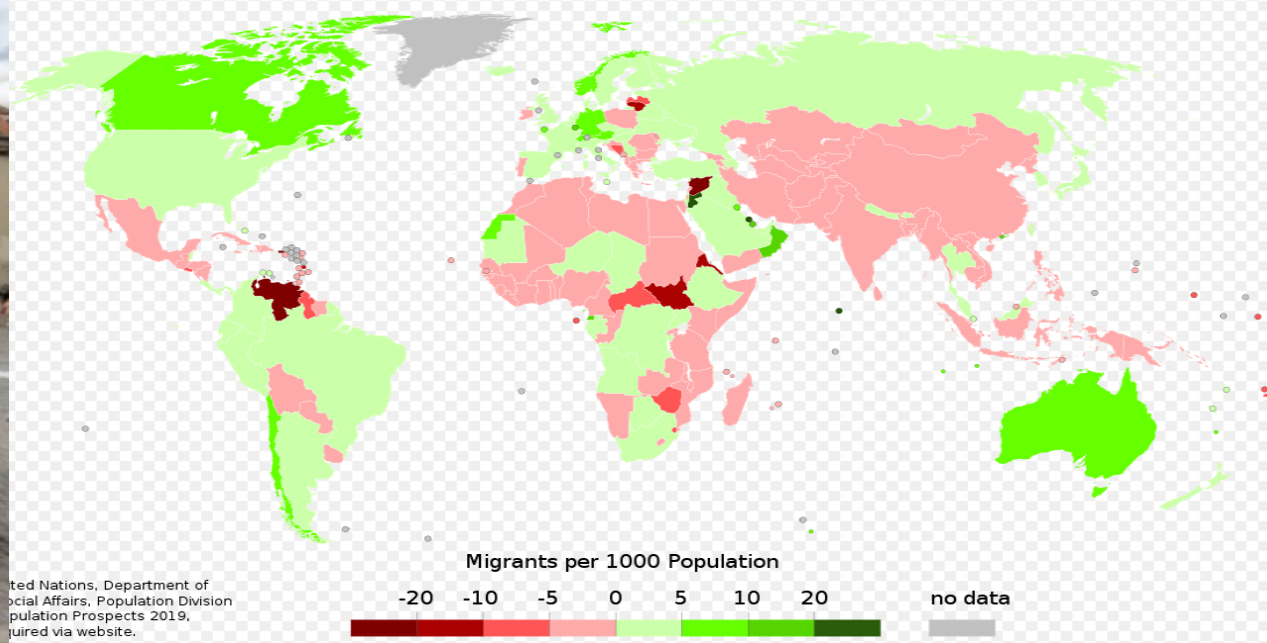 Migrants per 1000 Population
-20 -10 -5 0 5 10 20 no data
ted Nations, Department of
ocial Affairs, Population Division
pulation Prospects 2019,
quired via website.